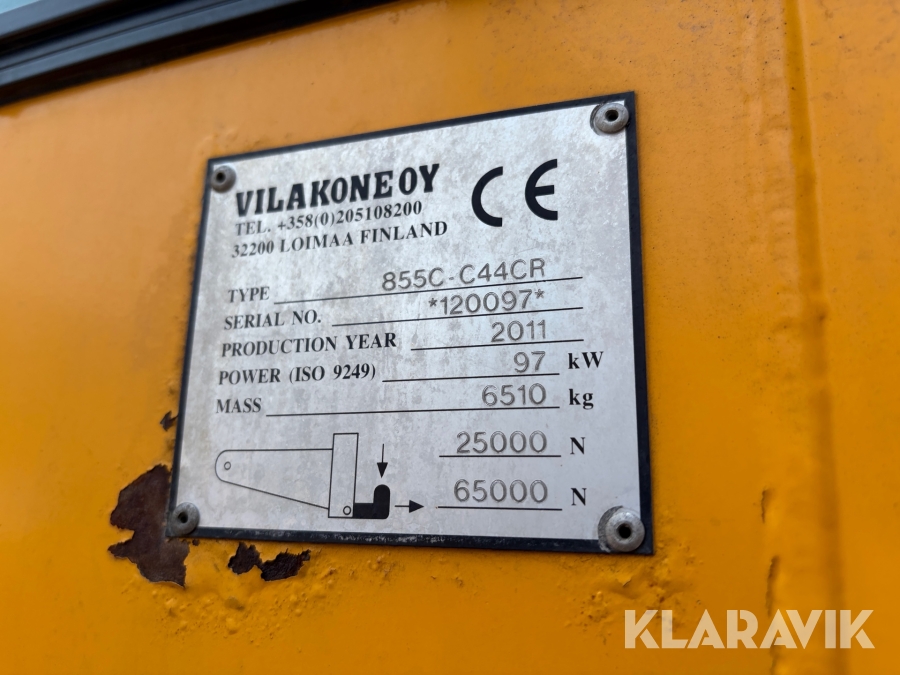 VILAKONE OY
TEL. +358(0)205108200
32200 LOIMAA FINLAND
CE
TYPE 855C-C44CR
SERIAL NO. *120097*
PRODUCTION YEAR 2011
POWER (ISO 9249) 97 kW
MASS 6510 kg
25000 N
65000 N
KLARAVIK